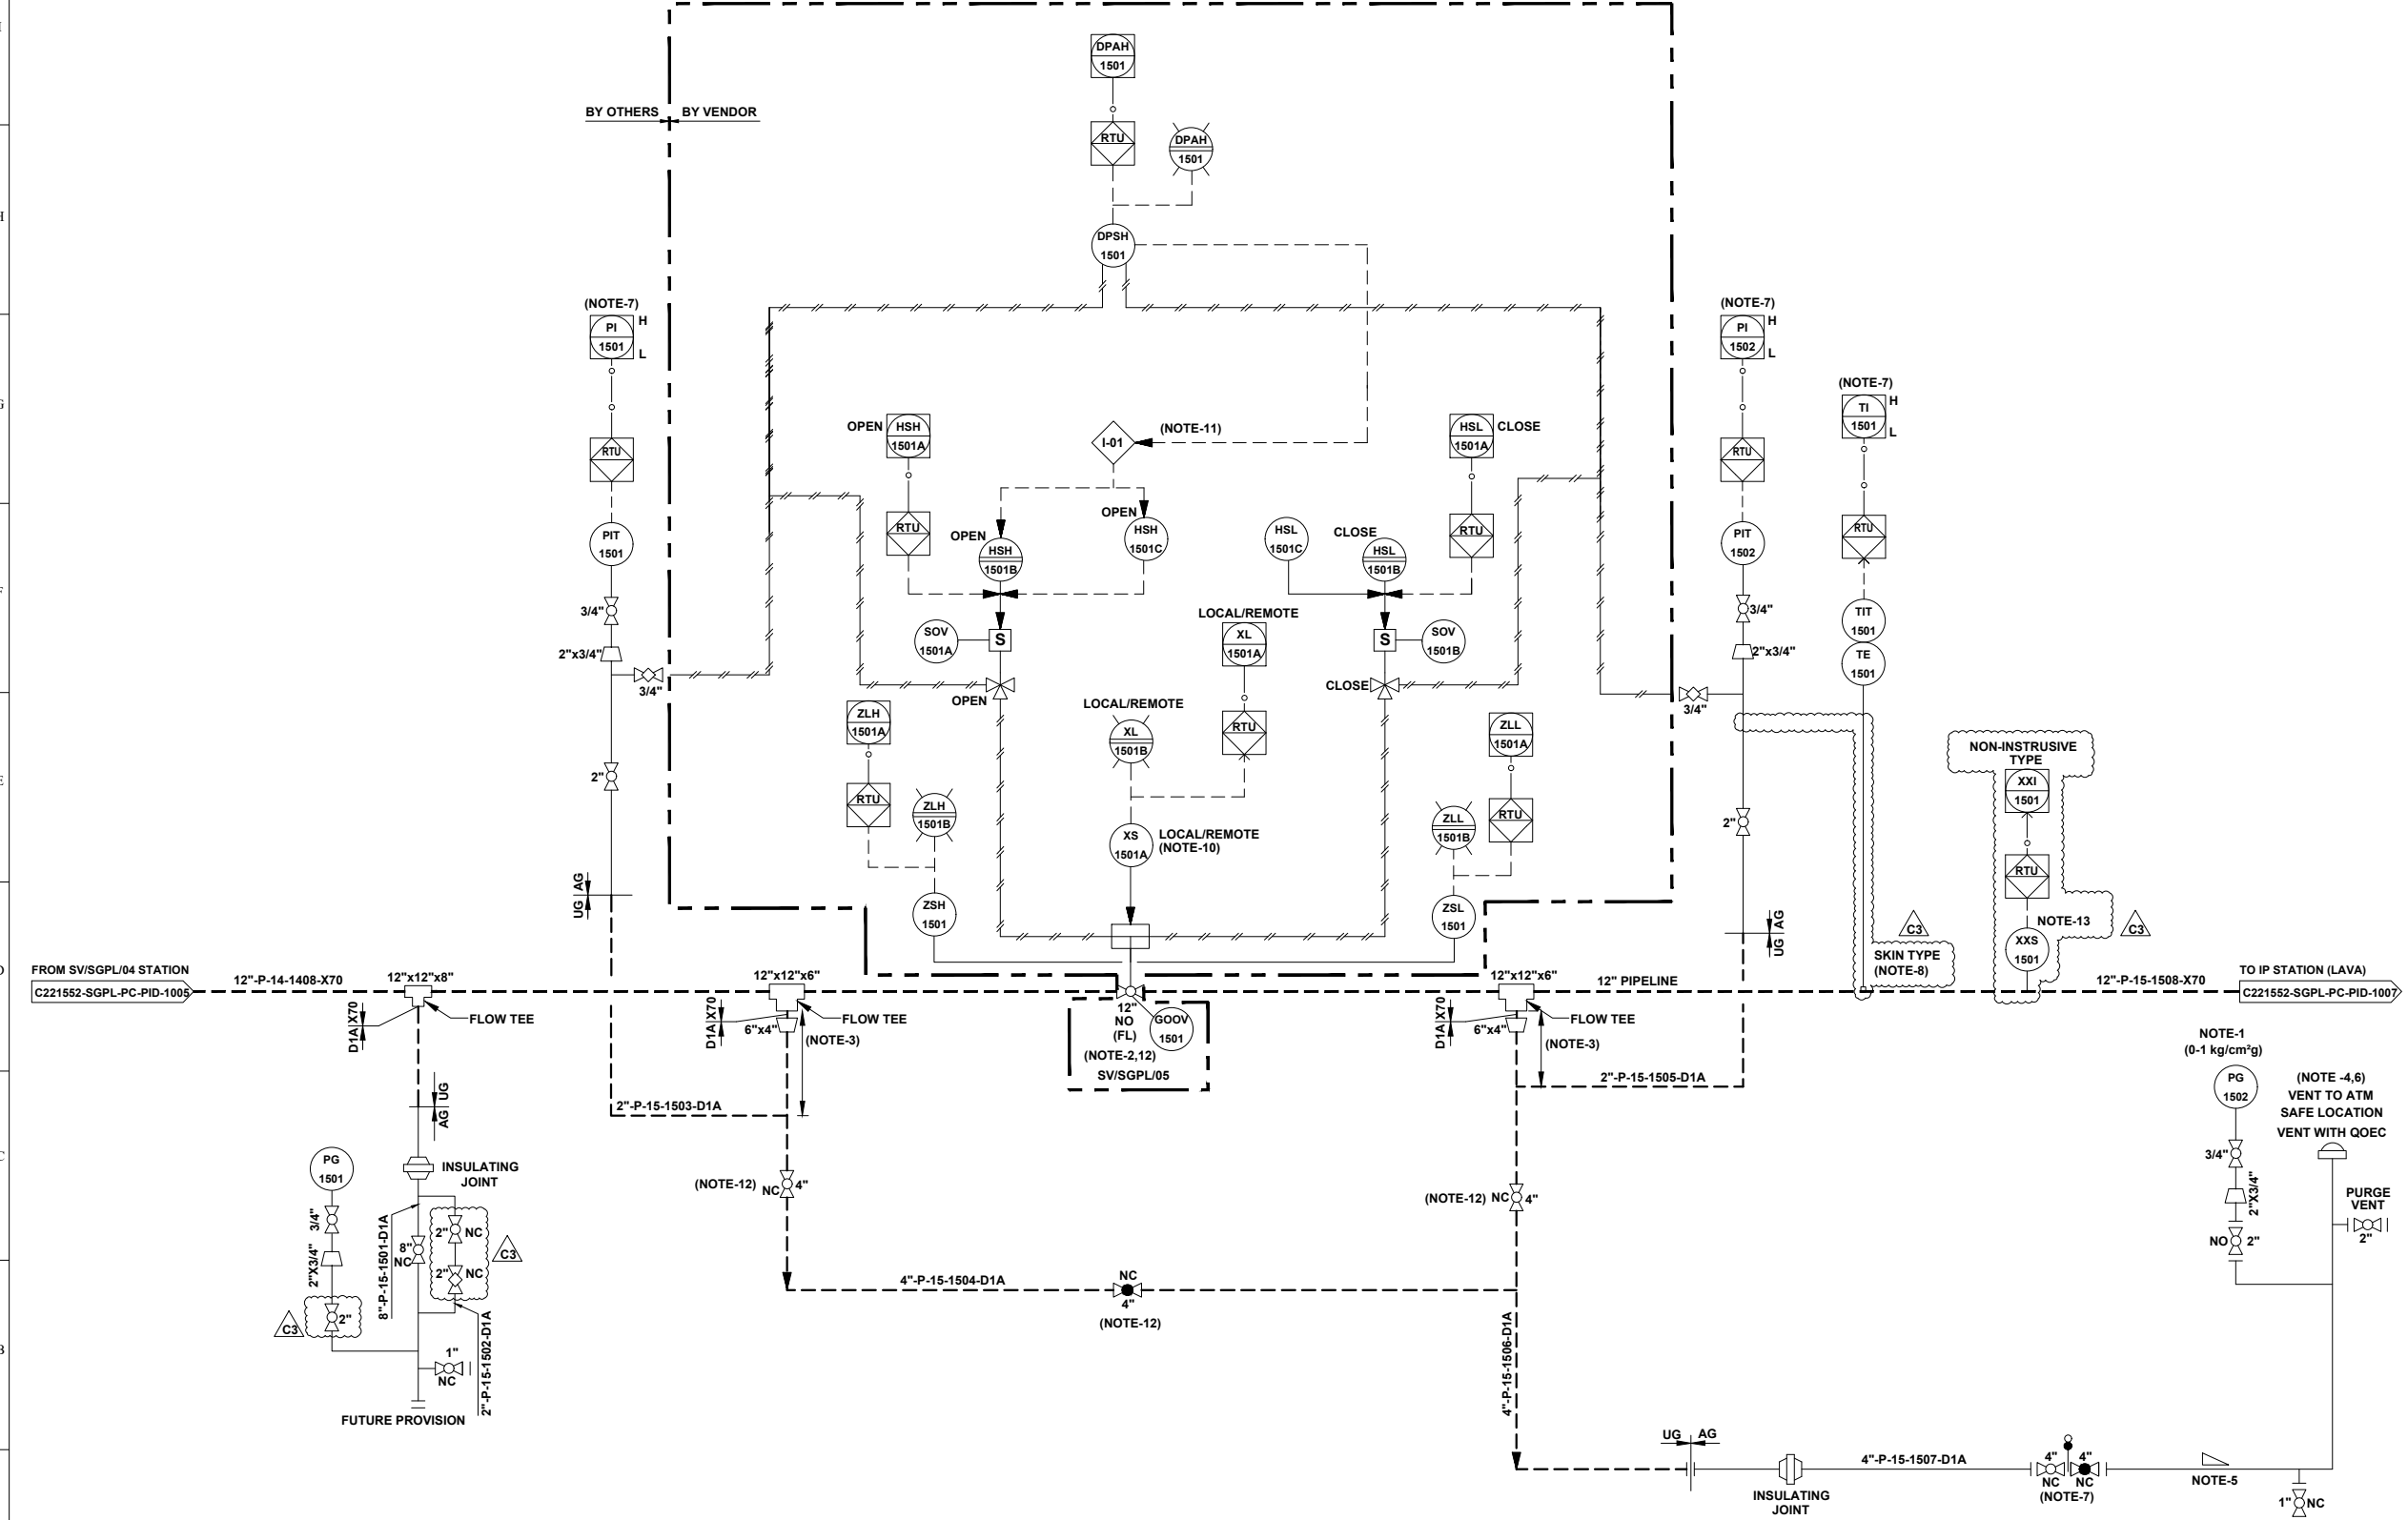 DPAH
1501
BY OTHERS
BY VENDOR
RTU
DPAH
1501
DPSH
1501
(NOTE-7)
PI
1501
H
L
RTU
PIT
1501
3/4"
2"x3/4"
3/4"
2"
UG
AG
OPEN
HSH
1501A
RTU
I-01
(NOTE-11)
OPEN
HSH
1501B
OPEN
HSH
1501C
SOV
1501A
S
OPEN
HSL
1501A
CLOSE
RTU
HSL
1501C
CLOSE
HSL
1501B
S
SOV
1501B
CLOSE
LOCAL/REMOTE
XL
1501A
RTU
LOCAL/REMOTE
XL
1501B
XS
1501A
LOCAL/REMOTE
(NOTE-10)
ZLH
1501A
RTU
ZLH
1501B
ZSH
1501
ZLL
1501A
RTU
ZLL
1501B
ZSL
1501
(NOTE-7)
PI
1502
H
L
RTU
PIT
1502
3/4"
2"x3/4"
3/4"
2"
UG
AG
(NOTE-7)
TI
1501
H
L
RTU
TIT
1501
TE
1501
C3
SKIN TYPE
(NOTE-8)
NON-INSTRUSIVE
TYPE
XXI
1501
RTU
NOTE-13
XXS
1501
C3
FROM SV/SGPL/04 STATION
C221552-SGPL-PC-PID-1005
12"-P-14-1408-X70
12"x12"x8"
D1A
X70
FLOW TEE
12"x12"x6"
D1A
X70
6"x4"
FLOW TEE
(NOTE-3)
12"
NO
(FL)
GOOV
1501
(NOTE-2,12)
SV/SGPL/05
12"x12"x6"
D1A
X70
6"x4"
FLOW TEE
(NOTE-3)
12" PIPELINE
12"-P-15-1508-X70
TO IP STATION (LAVA)
C221552-SGPL-PC-PID-1007
2"-P-15-1503-D1A
2"-P-15-1505-D1A
AG
UG
INSULATING
JOINT
PG
1501
3/4"
2"X3/4"
2"
C3
8"-P-15-1501-D1A
8"
NC
2"
NC
2"
NC
C3
2"-P-15-1502-D1A
1"
NC
FUTURE PROVISION
(NOTE-12)
NC
4"
4"-P-15-1504-D1A
NC
4"
(NOTE-12)
(NOTE-12)
NC
4"
4"-P-15-1506-D1A
UG
AG
INSULATING
JOINT
4"-P-15-1507-D1A
4"
4"
NC
NC
(NOTE-7)
NOTE-5
1"
NC
NOTE-1
(0-1 kg/cm²g)
PG
1502
3/4"
2"X3/4"
NO
2"
(NOTE -4,6)
VENT TO ATM
SAFE LOCATION
VENT WITH QOEC
PURGE
VENT
2"
H
G
F
E
D
C
B